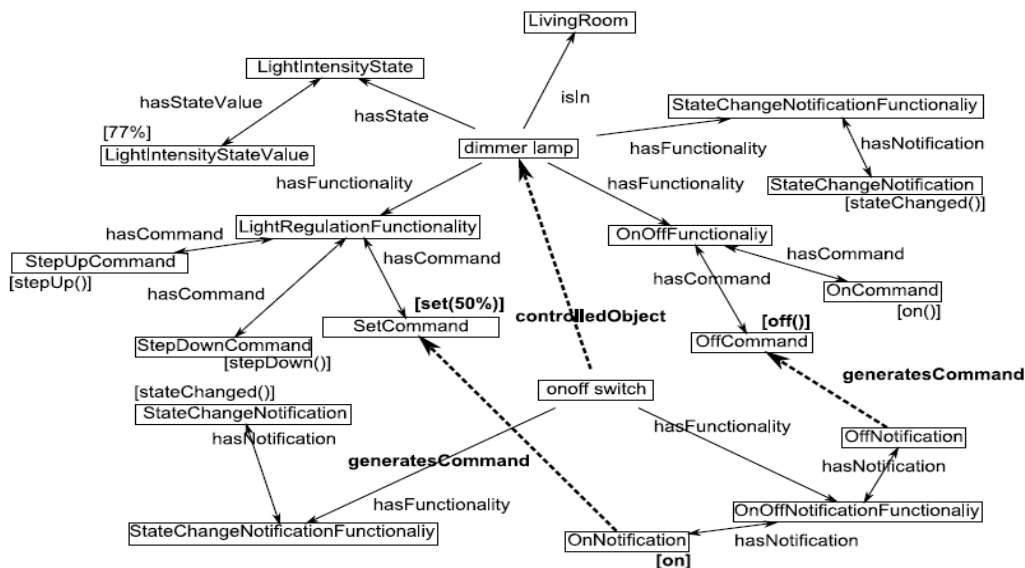 LivingRoom
LightIntensityState
hasStateValue
hasState
isIn
StateChangeNotificationFunctionaliy
[77%]
LightIntensityStateValue
dimmer lamp
hasFunctionality
hasNotification
hasFunctionality
hasFunctionality
StateChangeNotification
[stateChanged()]
LightRegulationFunctionality
hasCommand
OnOffFunctionaliy
StepUpCommand
[stepUp()]
hasCommand
hasCommand
hasCommand
hasCommand
OnCommand
[on()]
[set(50%)]
SetCommand
controlledObject
[off()]
OffCommand
StepDownCommand
[stepDown()]
generatesCommand
onoff switch
[stateChanged()]
StateChangeNotification
hasNotification
hasFunctionality
OffNotification
generatesCommand
hasNotification
hasFunctionality
OnOffNotificationFunctionaliy
StateChangeNotificationFunctionaliy
OnNotification
hasNotification
[on]